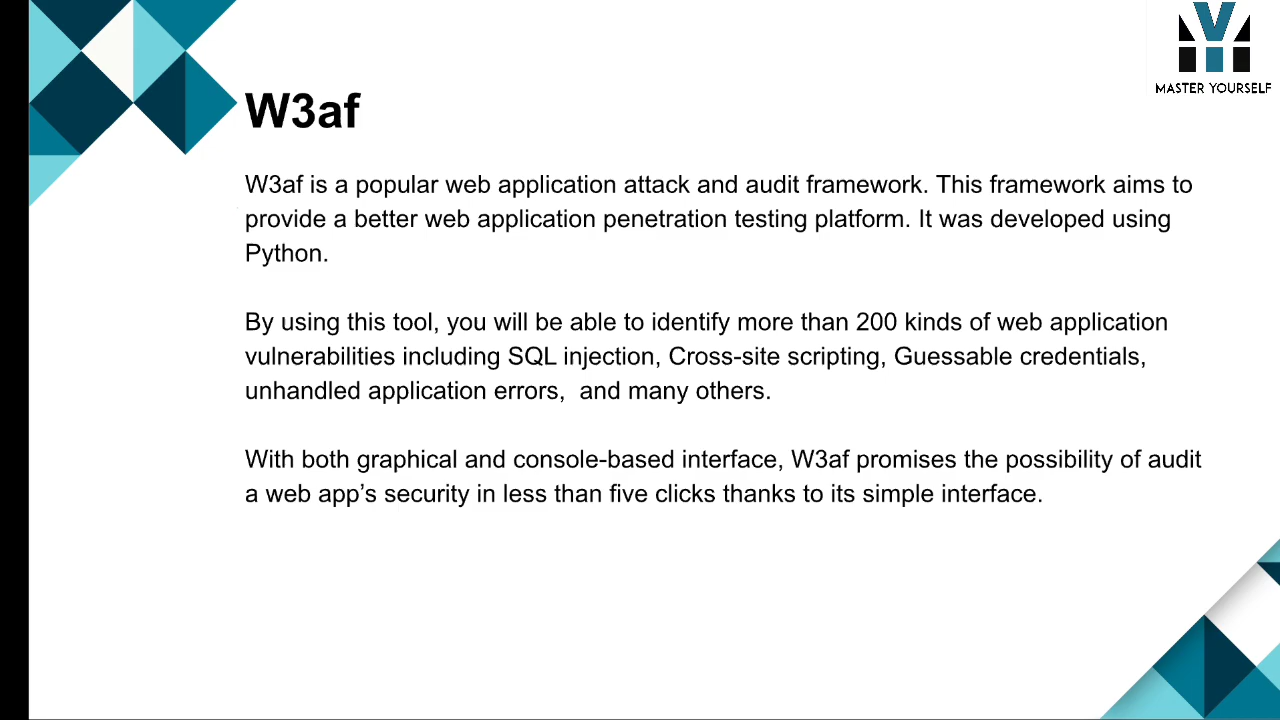 MASTER YOURSELF
W3af
W3af is a popular web application attack and audit framework. This framework aims to
provide a better web application penetration testing platform. It was developed using
Python.
By using this tool, you will be able to identify more than 200 kinds of web application
vulnerabilities including SQL injection, Cross-site scripting, Guessable credentials,
unhandled application errors,  and many others.
With both graphical and console-based interface, W3af promises the possibility of audit
a web app’s security in less than five clicks thanks to its simple interface.